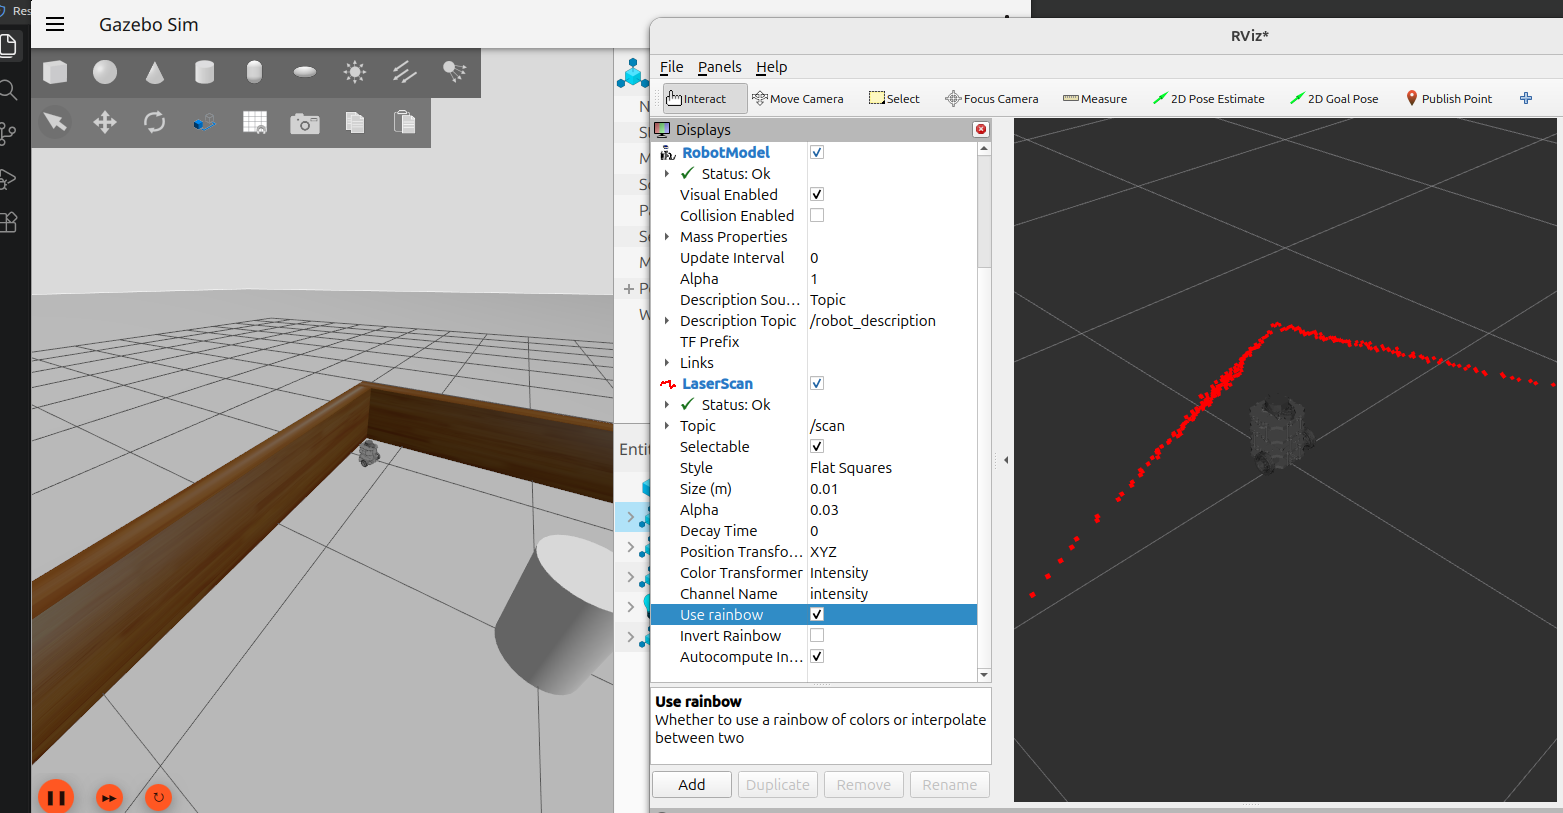 Res
Gazebo Sim
RViz*
File Panels Help
Interact Move Camera Select Focus Camera Measure 2D Pose Estimate 2D Goal Pose Publish Point
Displays
RobotModel
Status: Ok
Visual Enabled
Collision Enabled
Mass Properties
Update Interval 0
Alpha 1
Description Sou... Topic
Description Topic /robot_description
TF Prefix
Links
LaserScan
Status: Ok
Topic /scan
Selectable
Style Flat Squares
Size (m) 0.01
Alpha 0.03
Decay Time 0
Position Transfo... XYZ
Color Transformer Intensity
Channel Name intensity
Use rainbow
Invert Rainbow
Autocompute In...
Use rainbow
Whether to use a rainbow of colors or interpolate
between two
Add Duplicate Remove Rename
N
M
M
W
Entit